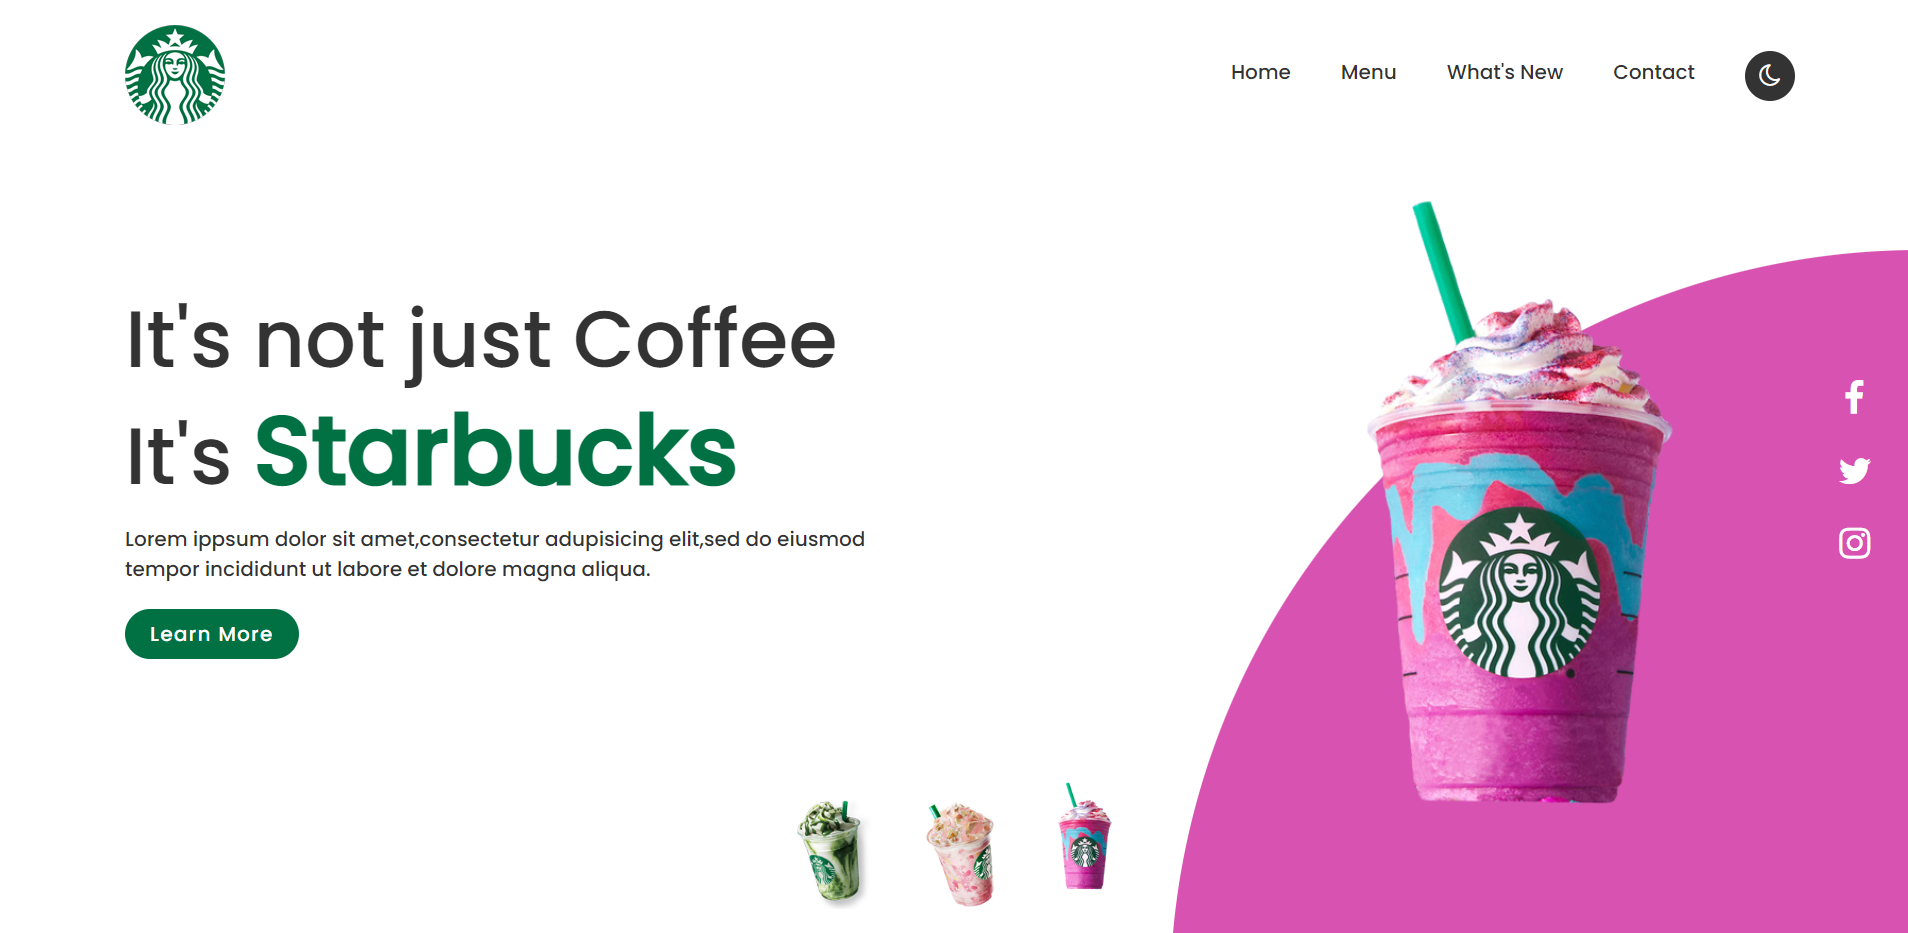 Home
Menu
What's New
Contact
It's not just Coffee
It's Starbucks
Lorem ippsum dolor sit amet,consectetur adupisicing elit,sed do eiusmod
tempor incididunt ut labore et dolore magna aliqua.
Learn More